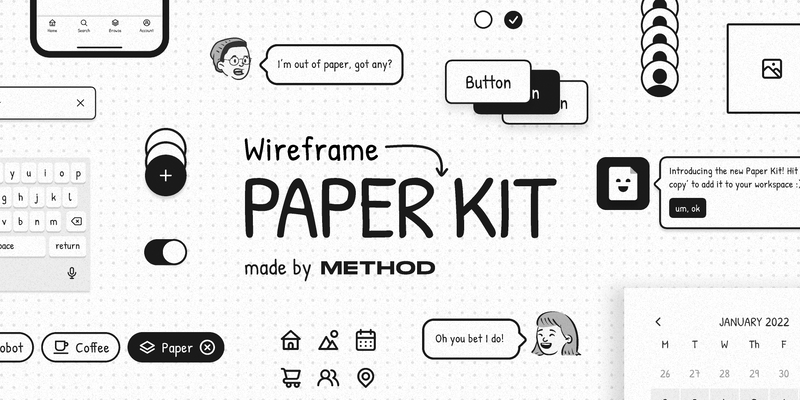 Home Search Browse Account
I'm out of paper, got any?
Button
n
n
Wireframe
PAPER KIT
made by METHOD
y u i o p
g h j k l
v b n m
pace return
Introducing the new Paper Kit! Hit
copy' to add it to your workspace :)
um, ok
obot
Coffee
Paper
Oh you bet I do!
JANUARY 2022
M T W Th F
26 27 28 29 30